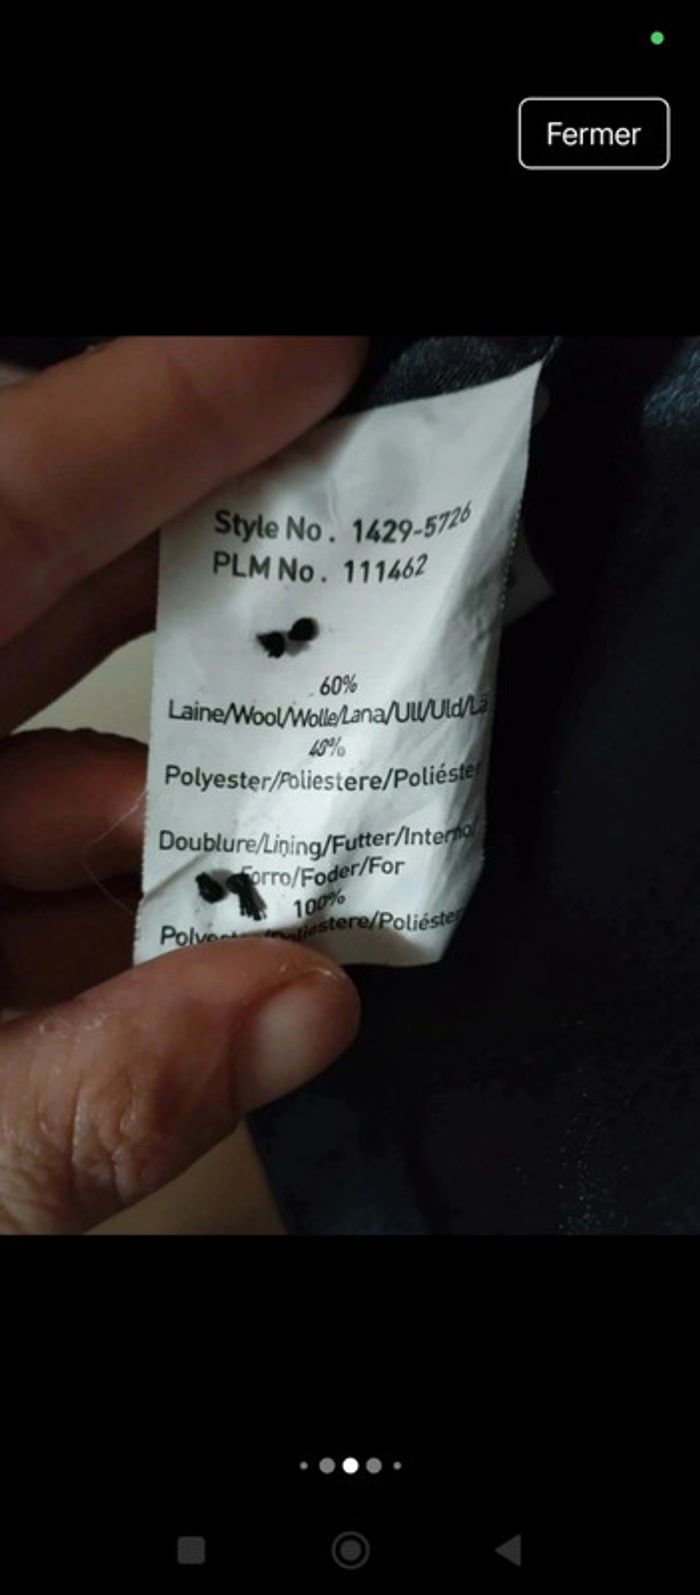 Fermer
Style No. 1429-5726
PLM No. 111462
60%
Laine/Wool/Wolle/Lana/Ull/Uld/Lã
40%
Polyester/Poliestere/Poliéster
Doublure/Lining/Futter/Interno/
Forro/Foder/For
100%
/Poliestere/Poliéster